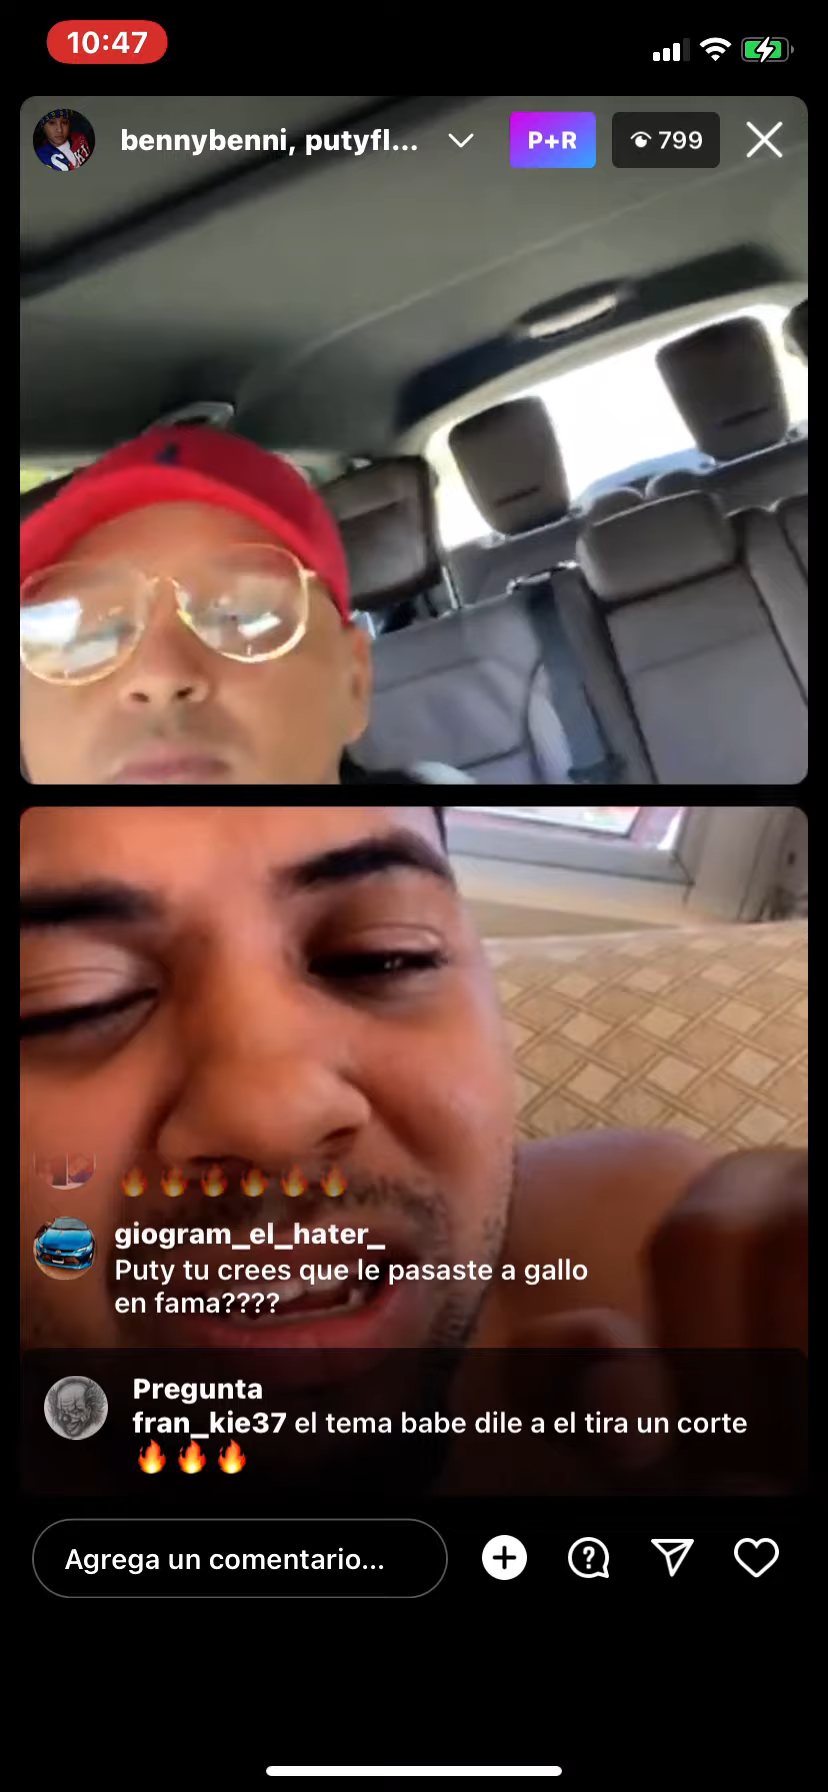 10:47
bennybenni, putyfl...
P+R
799
🔥🔥🔥🔥🔥🔥
giogram_el_hater_
Puty tu crees que le pasaste a gallo
en fama????
Pregunta
fran_kie37 el tema babe dile a el tira un corte
🔥🔥🔥
Agrega un comentario...